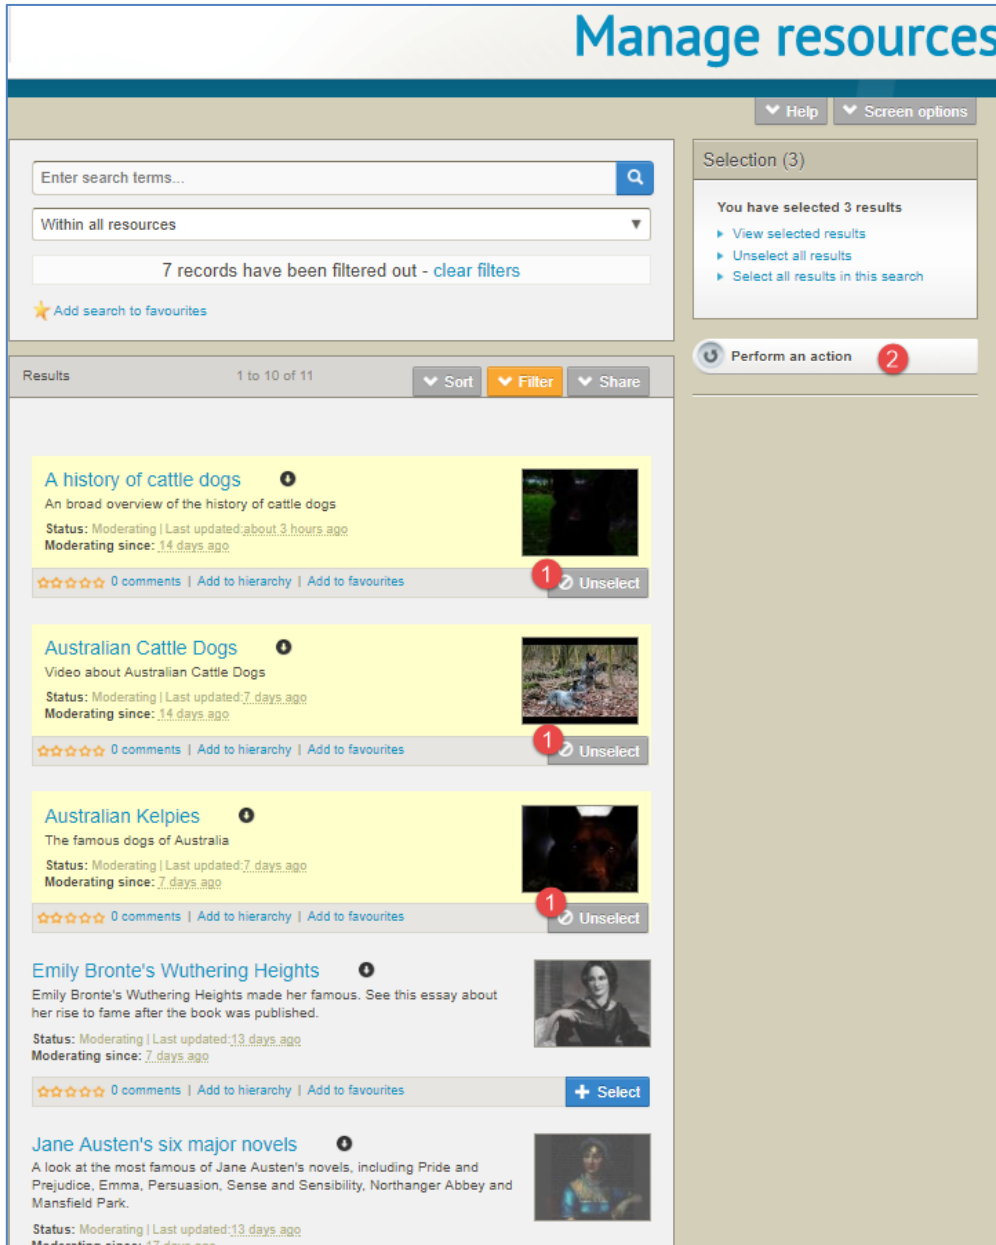 Manage resources
Help
Screen options
Enter search terms...
Within all resources
7 records have been filtered out - clear filters
Add search to favourites
Selection (3)
You have selected 3 results
View selected results
Unselect all results
Select all results in this search
Perform an action 2
Results
1 to 10 of 11
Sort
Filter
Share
A history of cattle dogs
An broad overview of the history of cattle dogs
Status: Moderating | Last updated:about 3 hours ago
Moderating since: 14 days ago
0 comments | Add to hierarchy | Add to favourites
1
Unselect
Australian Cattle Dogs
Video about Australian Cattle Dogs
Status: Moderating | Last updated:7 days ago
Moderating since: 14 days ago
0 comments | Add to hierarchy | Add to favourites
1
Unselect
Australian Kelpies
The famous dogs of Australia
Status: Moderating | Last updated:7 days ago
Moderating since: 7 days ago
0 comments | Add to hierarchy | Add to favourites
1
Unselect
Emily Bronte's Wuthering Heights
Emily Bronte's Wuthering Heights made her famous. See this essay about
her rise to fame after the book was published.
Status: Moderating | Last updated:13 days ago
Moderating since: 7 days ago
0 comments | Add to hierarchy | Add to favourites
Select
Jane Austen's six major novels
A look at the most famous of Jane Austen's novels, including Pride and
Prejudice, Emma, Persuasion, Sense and Sensibility, Northanger Abbey and
Mansfield Park.
Status: Moderating | Last updated:13 days ago
Moderating since: 17 days ago